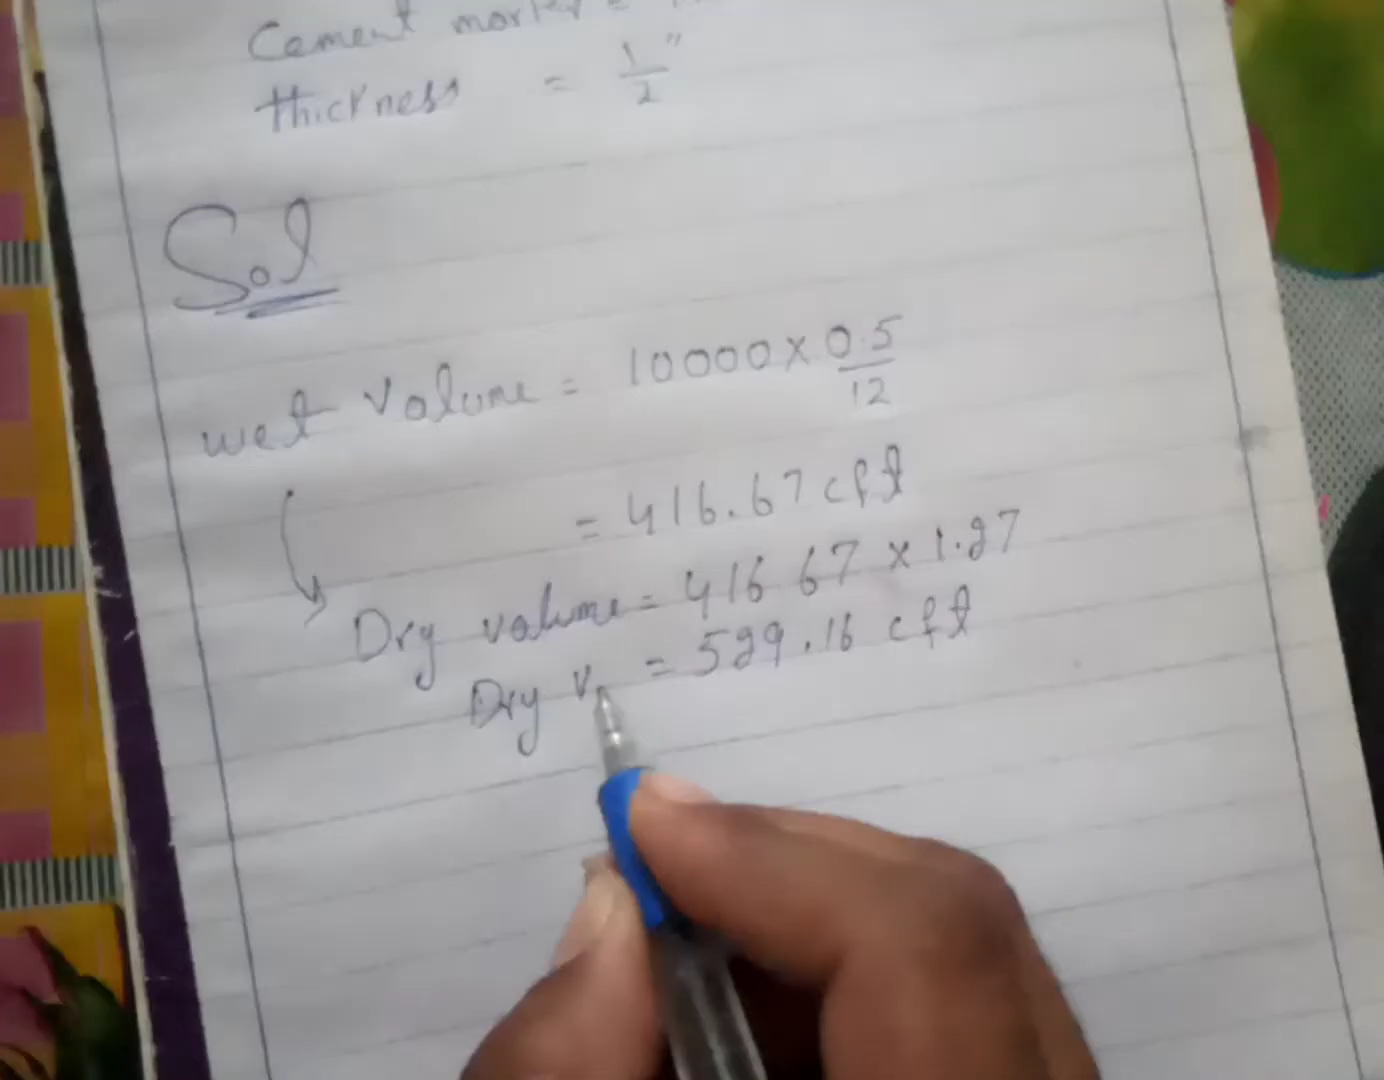 Cement morter =
thickness = 1/2"
Sol
wet volume = 10000 x 0.5/12
= 416.67 cft
Dry volume = 416 67 x 1.27
Dry v = 529.16 cft